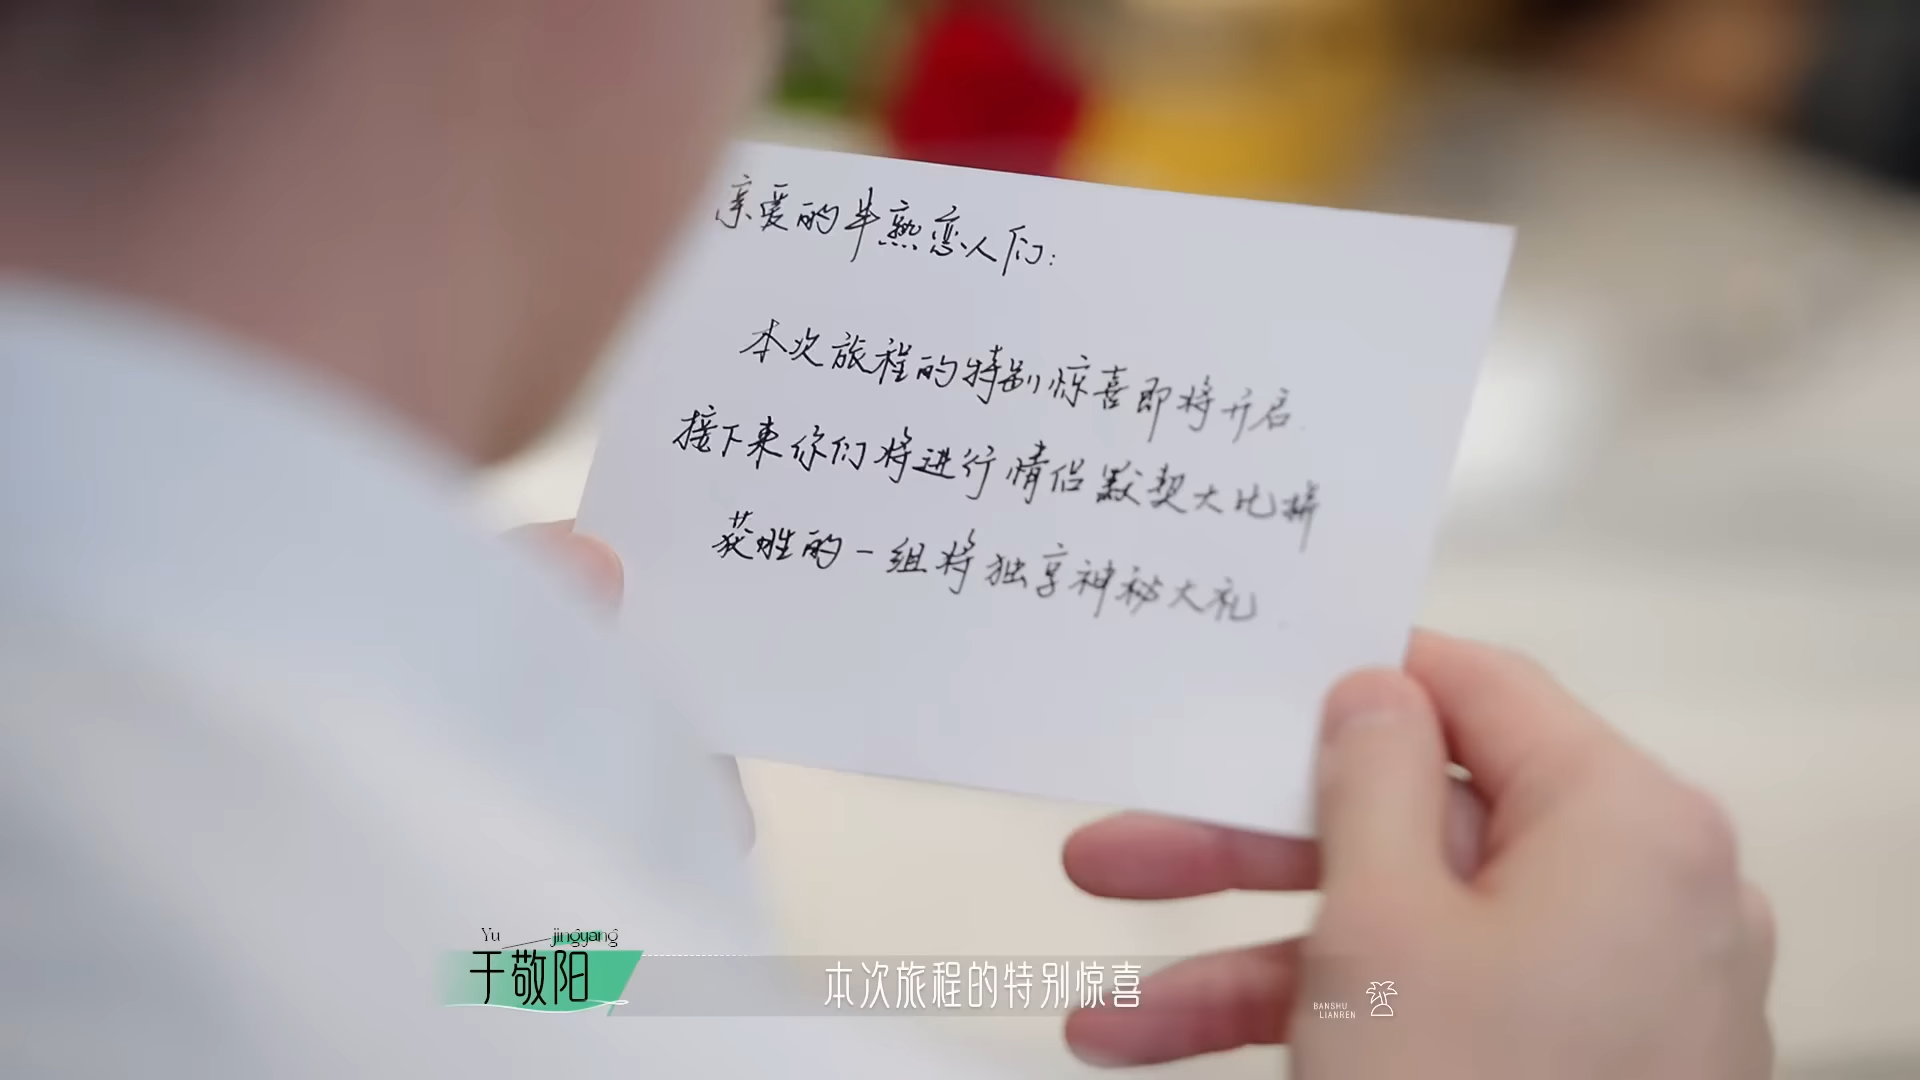 亲爱的半熟恋人们:
本次旅程的特别惊喜即将开启.
接下来你们将进行情侣默契大比拼
获胜的一组将独享神秘大礼.
Yu jingyang
于敬阳
本次旅程的特别惊喜
BANSHU
LIANREN